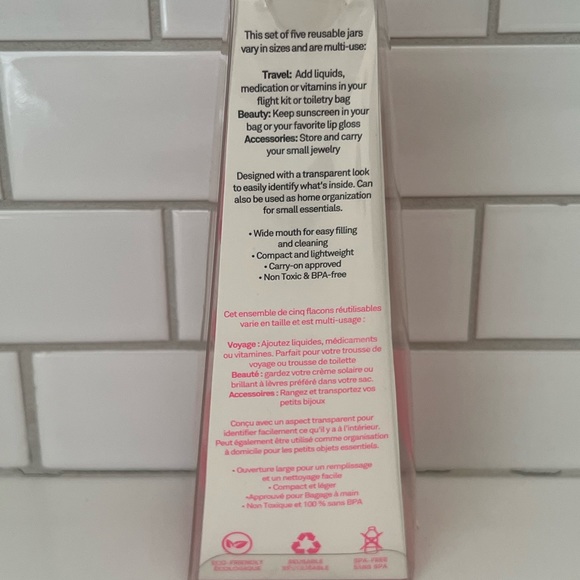 This set of five reusable jars
vary in sizes and are multi-use:
Travel: Add liquids,
medication or vitamins in your
flight kit or toiletry bag
Beauty: Keep sunscreen in your
bag or your favorite lip gloss
Accessories: Store and carry
your small jewelry
Designed with a transparent look
to easily identify what's inside. Can
also be used as home organization
for small essentials.
• Wide mouth for easy filling
and cleaning
• Compact and lightweight
• Carry-on approved
• Non Toxic & BPA-free
Cet ensemble de cinq flacons réutilisables
varie en taille et est multi-usage :
Voyage : Ajoutez liquides, médicaments
ou vitamines. Parfait pour votre trousse de
voyage ou trousse de toilette
Beauté : gardez votre crème solaire ou
brillant à lèvres préféré dans votre sac.
Accessoires : Rangez et transportez vos
petits bijoux
Conçu avec un aspect transparent pour
identifier facilement ce qu'il y a à l'intérieur.
Peut également être utilisé comme organisation
à domicile pour les petits objets essentiels.
• Ouverture large pour un remplissage
et un nettoyage facile
• Compact et léger
• Approuvé pour Bagage à main
• Non Toxique et 100 % sans BPA
ECO-FRIENDLY REUSABLE BPA-FREE
ÉCOLOGIQUE RÉUTILISABLE SANS BPA